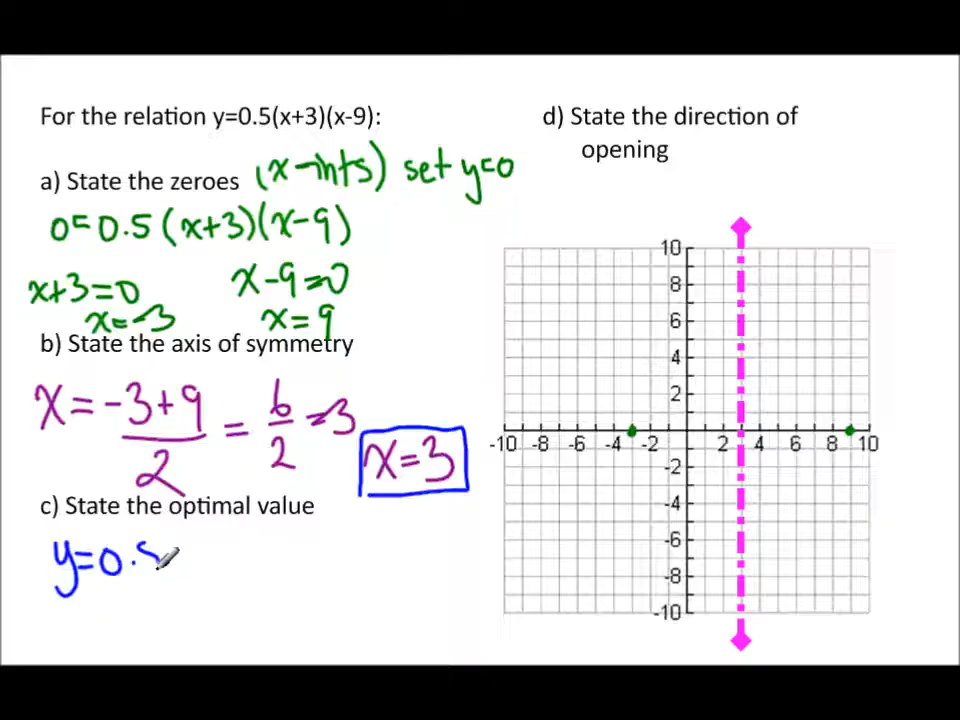 For the relation y=0.5(x+3)(x-9):
a) State the zeroes (x-ints) set y=0
0=0.5(x+3)(x-9)
x+3=0 x-9=0
x=-3 x=9
b) State the axis of symmetry
x=-3+9/2 = 6/2 =3
x=3
c) State the optimal value
y=0.5
d) State the direction of
opening
10
8
6
4
2
-10 -8 -6 -4 -2 2 4 6 8 10
-2
-4
-6
-8
-10